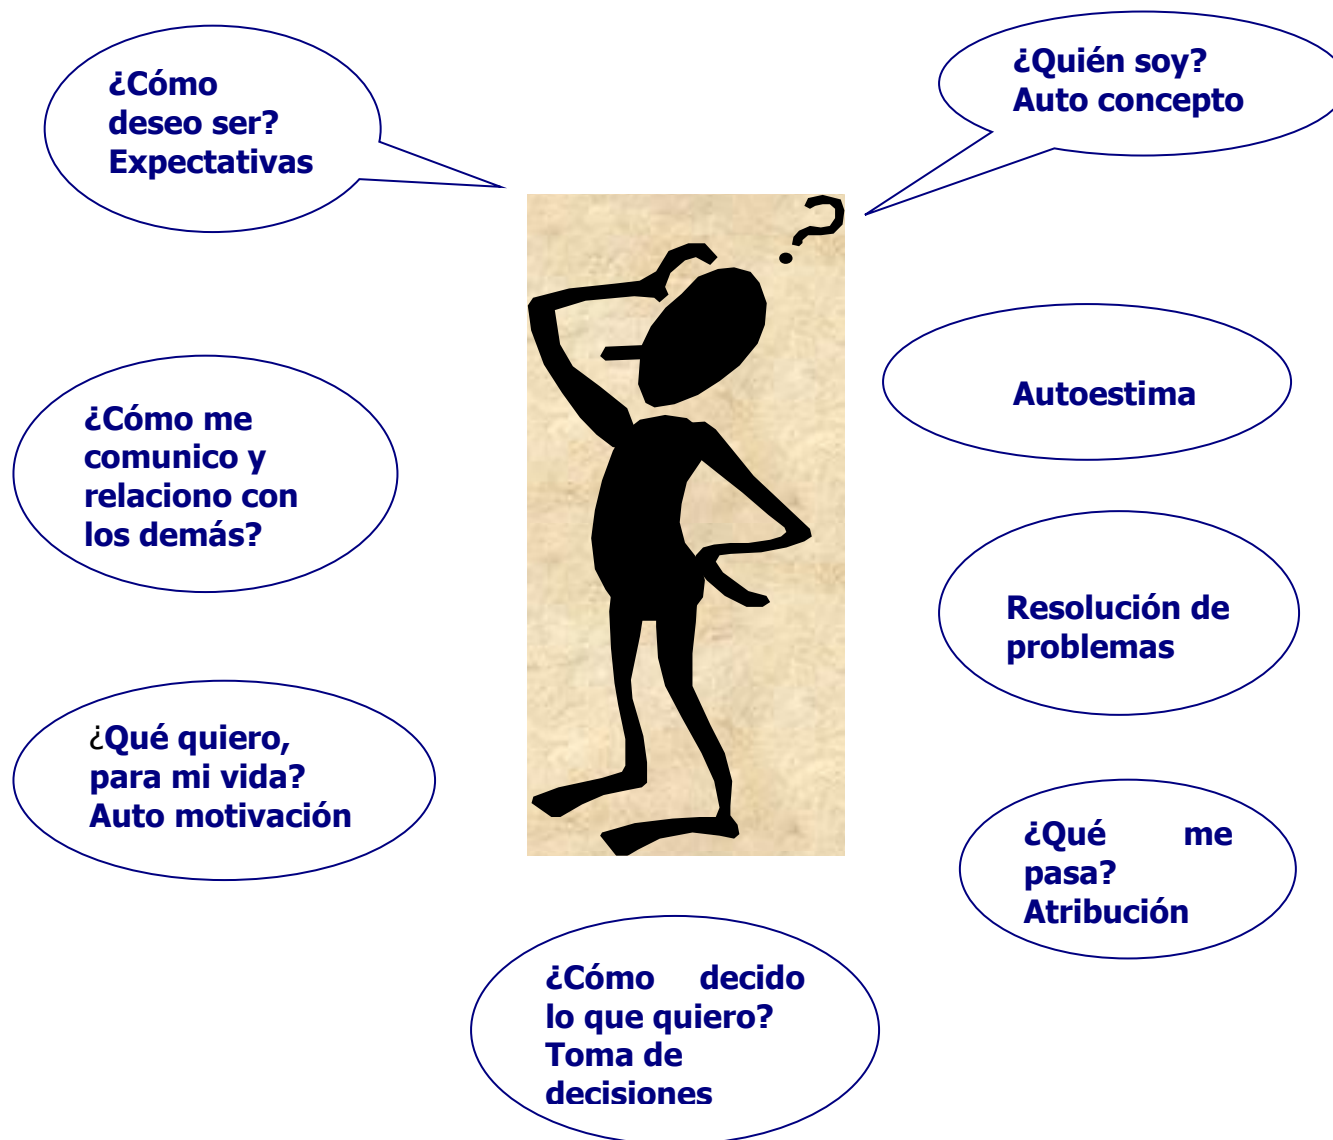 ¿Cómo
deseo ser?
Expectativas
¿Quién soy?
Auto concepto
¿Cómo me
comunico y
relaciono con
los demás?
Autoestima
Resolución de
problemas
¿Qué quiero,
para mi vida?
Auto motivación
¿Qué me
pasa?
Atribución
¿Cómo decido
lo que quiero?
Toma de
decisiones
?